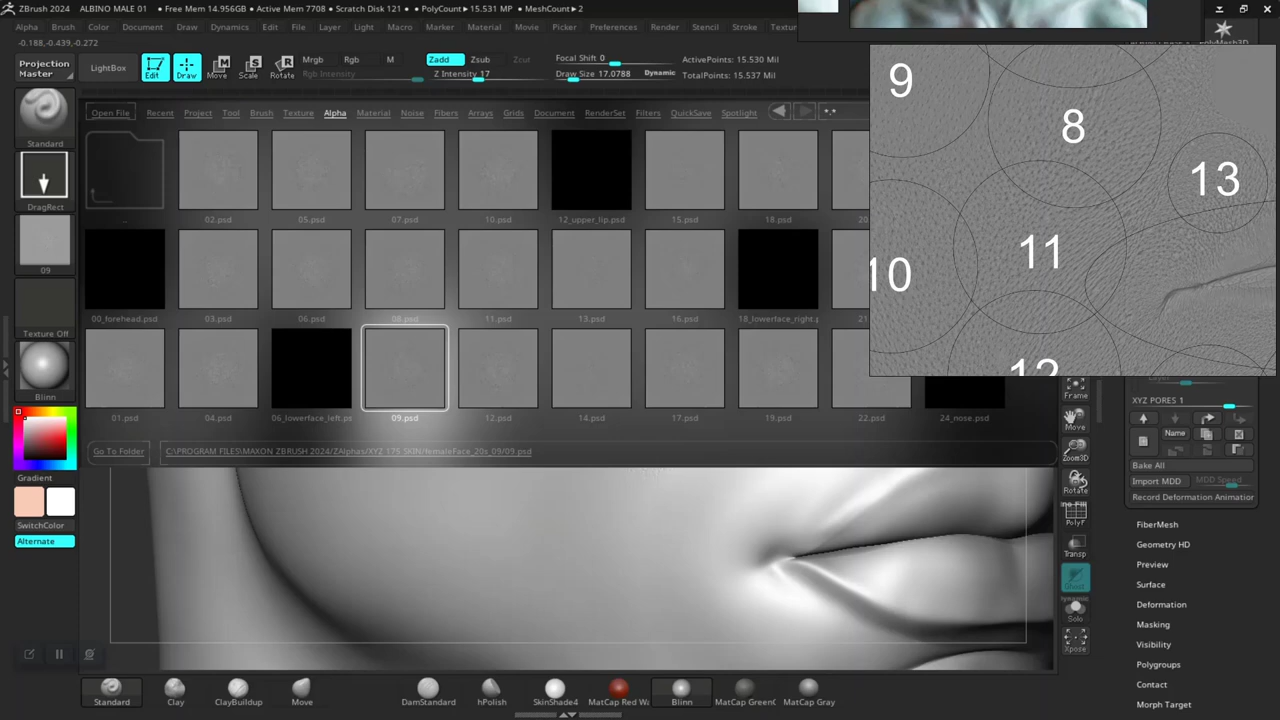 ZBrush 2024 ALBINO MALE 01 • Free Mem 14.956GB • Active Mem 7708 • Scratch Disk 121 • PolyCount▸15.531 MP • MeshCount▸2
Alpha Brush Color Document Draw Dynamics Edit File Layer Light Macro Marker Material Movie Picker Preferences Render Stencil Stroke
-0.188,-0.439,-0.272
Projection Master
LightBox
Edit
Draw
Move
Scale
Rotate
Mrgb Rgb M
Rgb Intensity
Zadd Zsub Zcut
Z Intensity 17
Focal Shift 0
Draw Size 17.0788 Dynamic
ActivePoints: 15.530 Mil
TotalPoints: 15.537 Mil
PolyMesh3D
Standard
DragRect
09
Texture Off
Blinn
Gradient
SwitchColor
Alternate
Open File Recent Project Tool Brush Texture Alpha Material Noise Fibers Arrays Grids Document RenderSet Filters QuickSave Spotlight *.*
02.psd 05.psd 07.psd 10.psd 12_upper_lip.psd 15.psd 18.psd
00_forehead.psd 03.psd 06.psd 08.psd 11.psd 13.psd 16.psd 18_lowerface_right.p
01.psd 04.psd 06_lowerface_left.ps 09.psd 12.psd 14.psd 17.psd 19.psd 22.psd 24_nose.psd
Go To Folder C:\PROGRAM FILES\MAXON ZBRUSH 2024/ZAlphas/XYZ 175 SKIN/femaleFace_20s_09/09.psd
9
8
13
11
10
12
Frame
Move
Zoom3D
Rotate
PolyF
Transp
Ghost
Dynamic
Solo
Xpose
Layer
XYZ PORES 1
Name
Bake All
Import MDD MDD Speed
Record Deformation Animation
FiberMesh
Geometry HD
Preview
Surface
Deformation
Masking
Visibility
Polygroups
Contact
Morph Target
Standard Clay ClayBuildup Move DamStandard hPolish SkinShade4 MatCap Red Wa Blinn MatCap GreenC MatCap Gray